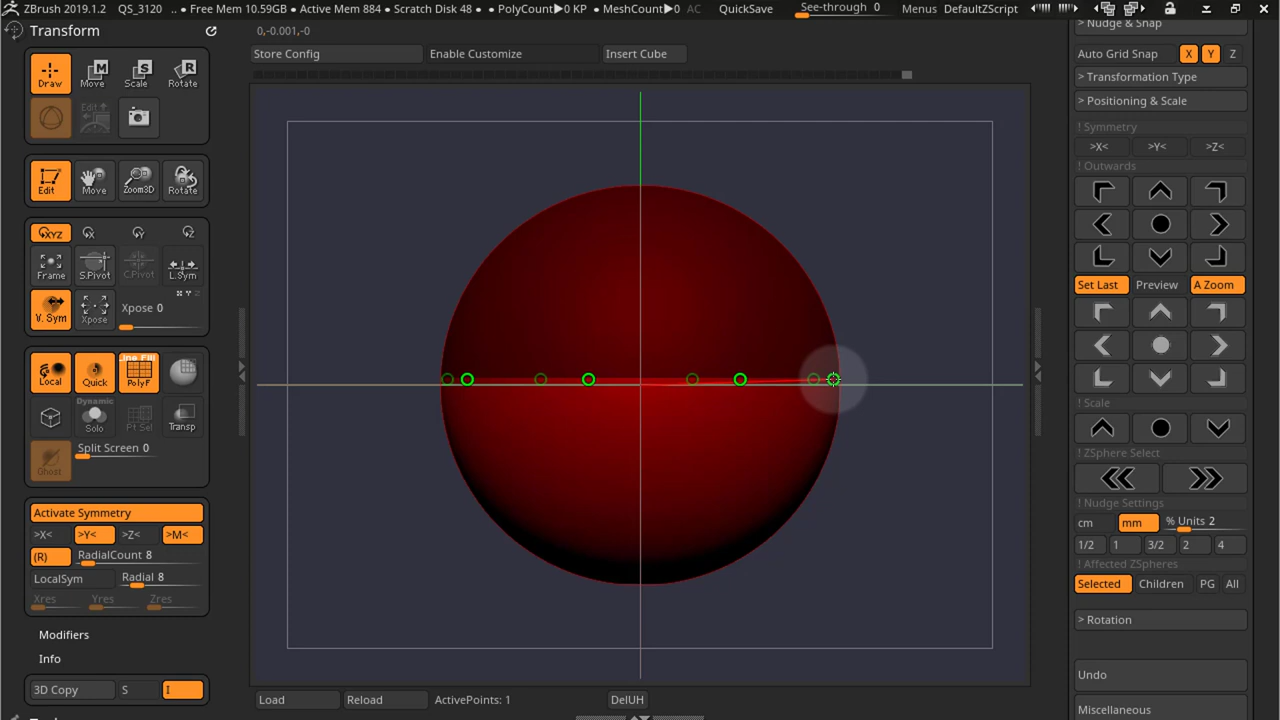 ZBrush 2019.1.2 QS_3120 .. • Free Mem 10.59GB • Active Mem 884 • Scratch Disk 48 • PolyCount▶0 KP • MeshCount▶0 AC QuickSave See-through 0 Menus DefaultZScript
Transform
0,-0.001,-0
Store Config Enable Customize Insert Cube
Draw Move Scale Rotate
Edit
Edit Move Zoom3D Rotate
XYZ X Y Z
Frame S.Pivot C.Pivot L.Sym
V. Sym Xpose Xpose 0
Line Fill
Local Quick PolyF
Dynamic
Solo Pt Sel Transp
Ghost Split Screen 0
Activate Symmetry
>X< >Y< >Z< >M<
(R) RadialCount 8
LocalSym Radial 8
Xres Yres Zres
Modifiers
Info
3D Copy S I
Load Reload ActivePoints: 1 DelUH
> Nudge & Snap
Auto Grid Snap X Y Z
> Transformation Type
> Positioning & Scale
! Symmetry
>X< >Y< >Z<
! Outwards
Set Last Preview A Zoom
! Scale
! ZSphere Select
! Nudge Settings
cm mm % Units 2
1/2 1 3/2 2 4
! Affected ZSpheres
Selected Children PG All
> Rotation
Undo
Miscellaneous